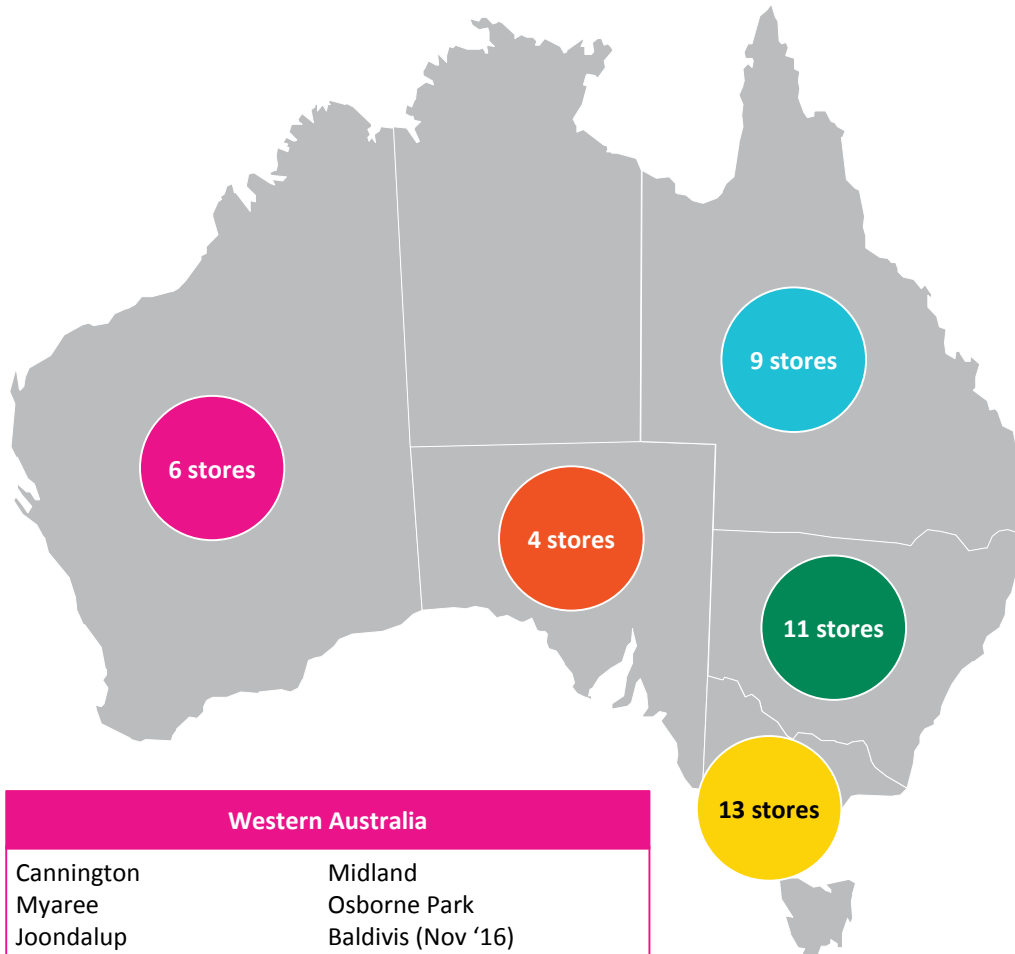 9 stores
6 stores
4 stores
11 stores
13 stores
Western Australia
Cannington Midland
Myaree Osborne Park
Joondalup Baldivis (Nov ‘16)